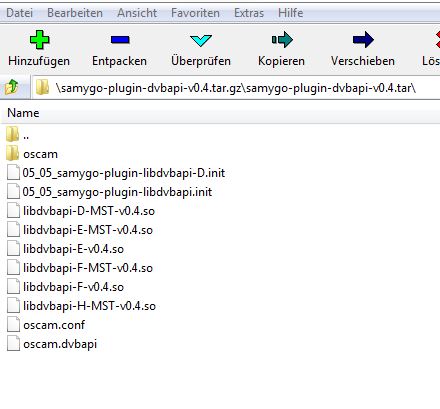 Datei Bearbeiten Ansicht Favoriten Extras Hilfe
Hinzufügen Entpacken Überprüfen Kopieren Verschieben Lös
\samygo-plugin-dvbapi-v0.4.tar.gz\samygo-plugin-dvbapi-v0.4.tar\
Name
..
oscam
05_05_samygo-plugin-libdvbapi-D.init
05_05_samygo-plugin-libdvbapi.init
libdvbapi-D-MST-v0.4.so
libdvbapi-E-MST-v0.4.so
libdvbapi-E-v0.4.so
libdvbapi-F-MST-v0.4.so
libdvbapi-F-v0.4.so
libdvbapi-H-MST-v0.4.so
oscam.conf
oscam.dvbapi